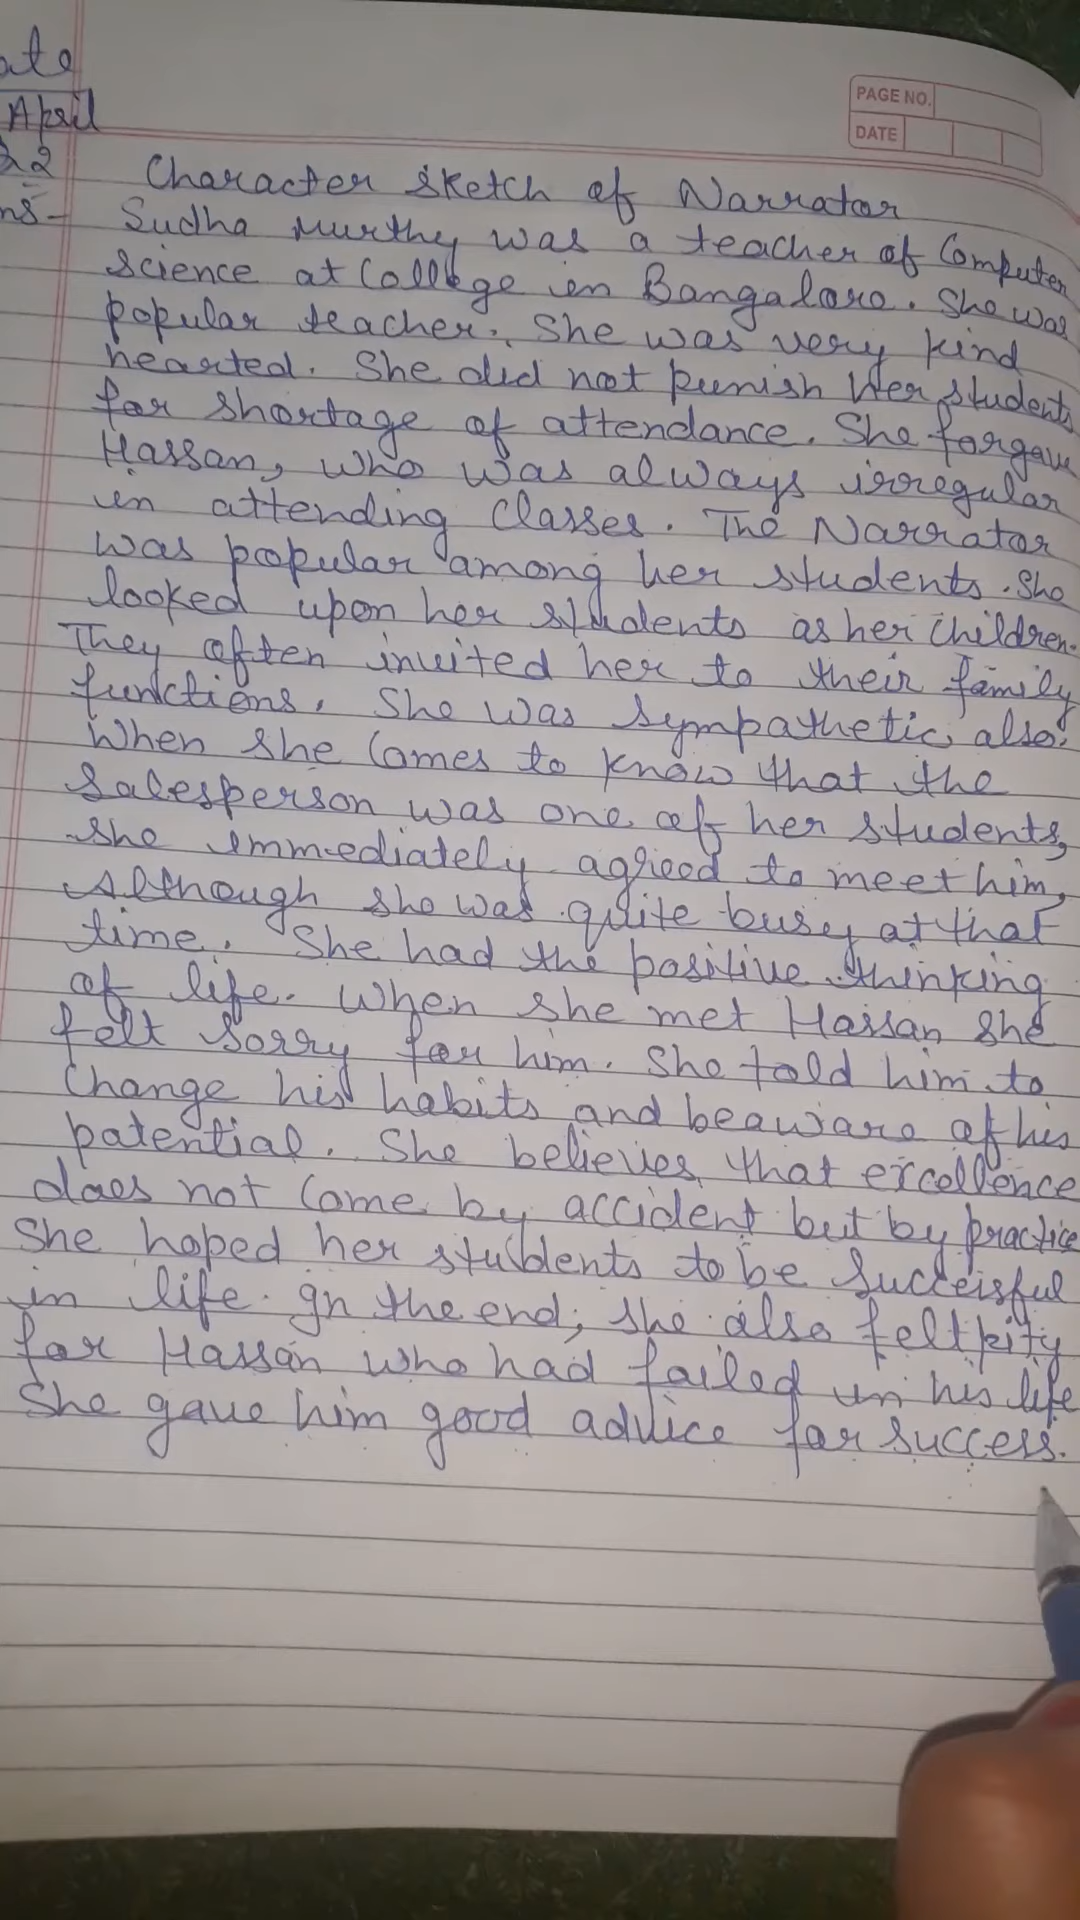 ate
April
PAGE NO.
DATE
2
Character sketch of Narrator
ns- Sudha Murthy was a teacher of Computer
science at College in Bangalore. She was
popular teacher. She was very kind
hearted. She did not punish Her students
for shortage of attendance. She forgave
Hassan, who was always irregular
in attending classes. The Narrator
was popular among her students. She
looked upon her students as her children.
They often invited her to their family
functions. She was sympathetic also.
When she comes to know that the
Salesperson was one of her students,
she immediately agreed to meet him,
Although she was quite busy at that
time. She had the positive thinking
of life. When she met Hassan she
felt sorry for him. She told him to
change his habits and beaware of his
potential. She believes that excellence
does not come by accident but by practice
She hoped her students to be successful
in life. In the end, she also felt pity
for Hassan who had failed in his life
She gave him good advice for success.